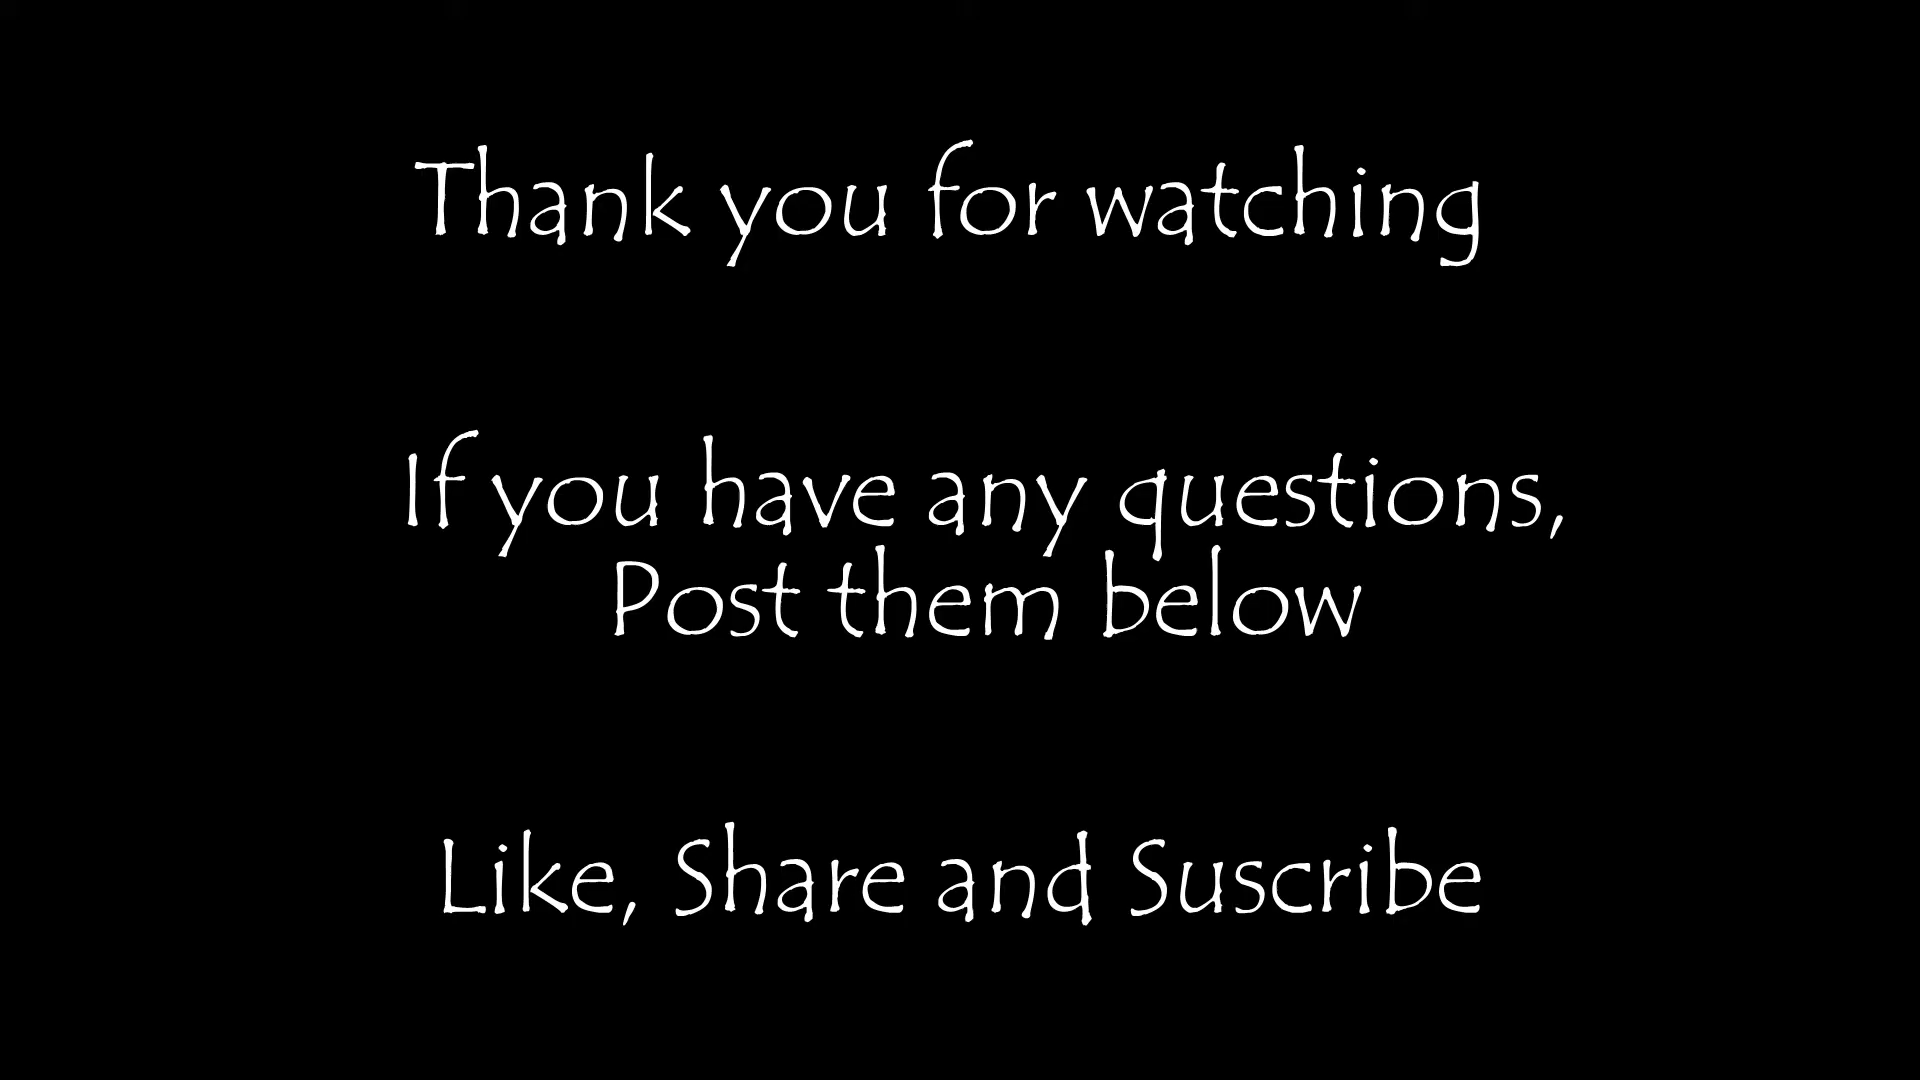 Thank you for watching
If you have any questions,
Post them below
Like, Share and Suscribe